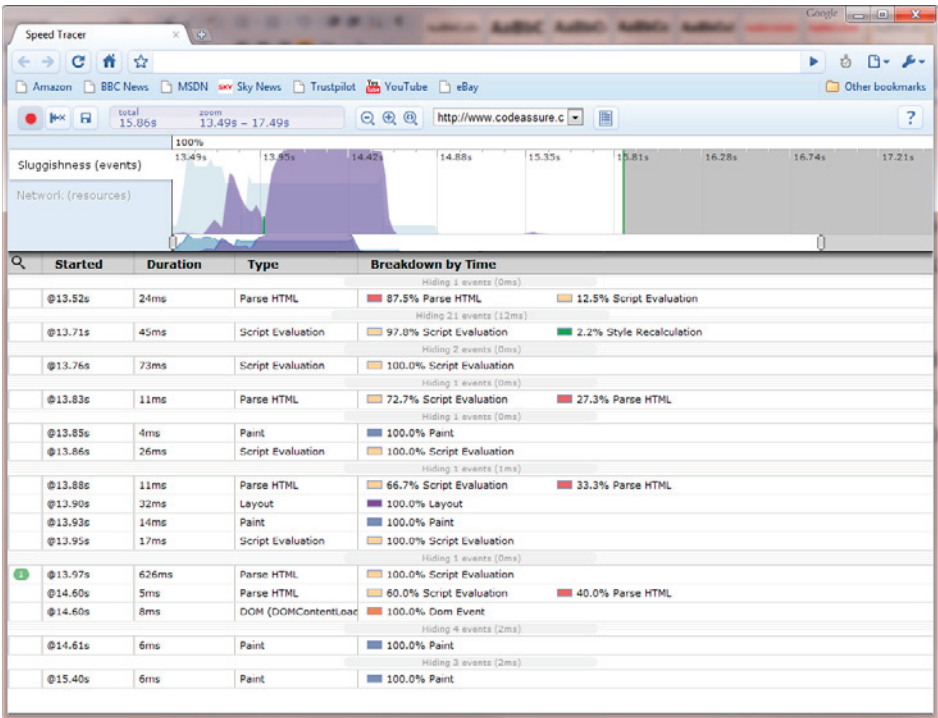 Google
Speed Tracer
Amazon BBC News MSDN sky Sky News Trustpilot You Tube YouTube eBay Other bookmarks
total 15.86s zoom 13.49s – 17.49s http://www.codeassure.c ?
100%
Sluggishness (events) 13.49s 13.95s 14.42s 14.88s 15.35s 15.81s 16.28s 16.74s 17.21s
Network (resources)
Started Duration Type Breakdown by Time
Hiding 1 events (0ms)
@13.52s 24ms Parse HTML 87.5% Parse HTML 12.5% Script Evaluation
Hiding 21 events (12ms)
@13.71s 45ms Script Evaluation 97.8% Script Evaluation 2.2% Style Recalculation
Hiding 2 events (0ms)
@13.76s 73ms Script Evaluation 100.0% Script Evaluation
Hiding 1 events (0ms)
@13.83s 11ms Parse HTML 72.7% Script Evaluation 27.3% Parse HTML
Hiding 1 events (0ms)
@13.85s 4ms Paint 100.0% Paint
@13.86s 26ms Script Evaluation 100.0% Script Evaluation
Hiding 1 events (1ms)
@13.88s 11ms Parse HTML 66.7% Script Evaluation 33.3% Parse HTML
@13.90s 32ms Layout 100.0% Layout
@13.93s 14ms Paint 100.0% Paint
@13.95s 17ms Script Evaluation 100.0% Script Evaluation
Hiding 1 events (0ms)
1 @13.97s 626ms Parse HTML 100.0% Script Evaluation
@14.60s 5ms Parse HTML 60.0% Script Evaluation 40.0% Parse HTML
@14.60s 8ms DOM (DOMContentLoad 100.0% Dom Event
Hiding 4 events (2ms)
@14.61s 6ms Paint 100.0% Paint
Hiding 3 events (2ms)
@15.40s 6ms Paint 100.0% Paint